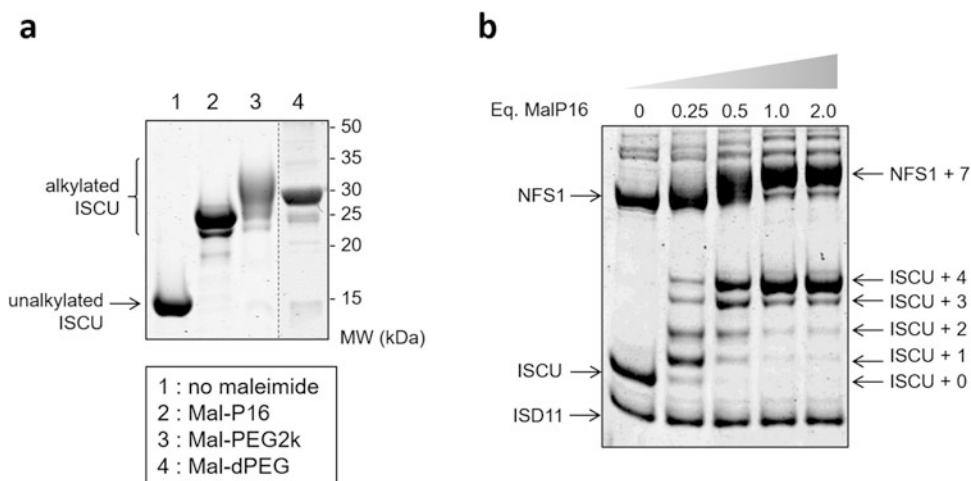 a
1 2 3 4
50
35
30
25
20
15
MW (kDa)
alkylated
ISCU
unalkylated
ISCU
1 : no maleimide
2 : Mal-P16
3 : Mal-PEG2k
4 : Mal-dPEG
b
Eq. MalP16 0 0.25 0.5 1.0 2.0
NFS1
ISCU
ISD11
NFS1 + 7
ISCU + 4
ISCU + 3
ISCU + 2
ISCU + 1
ISCU + 0